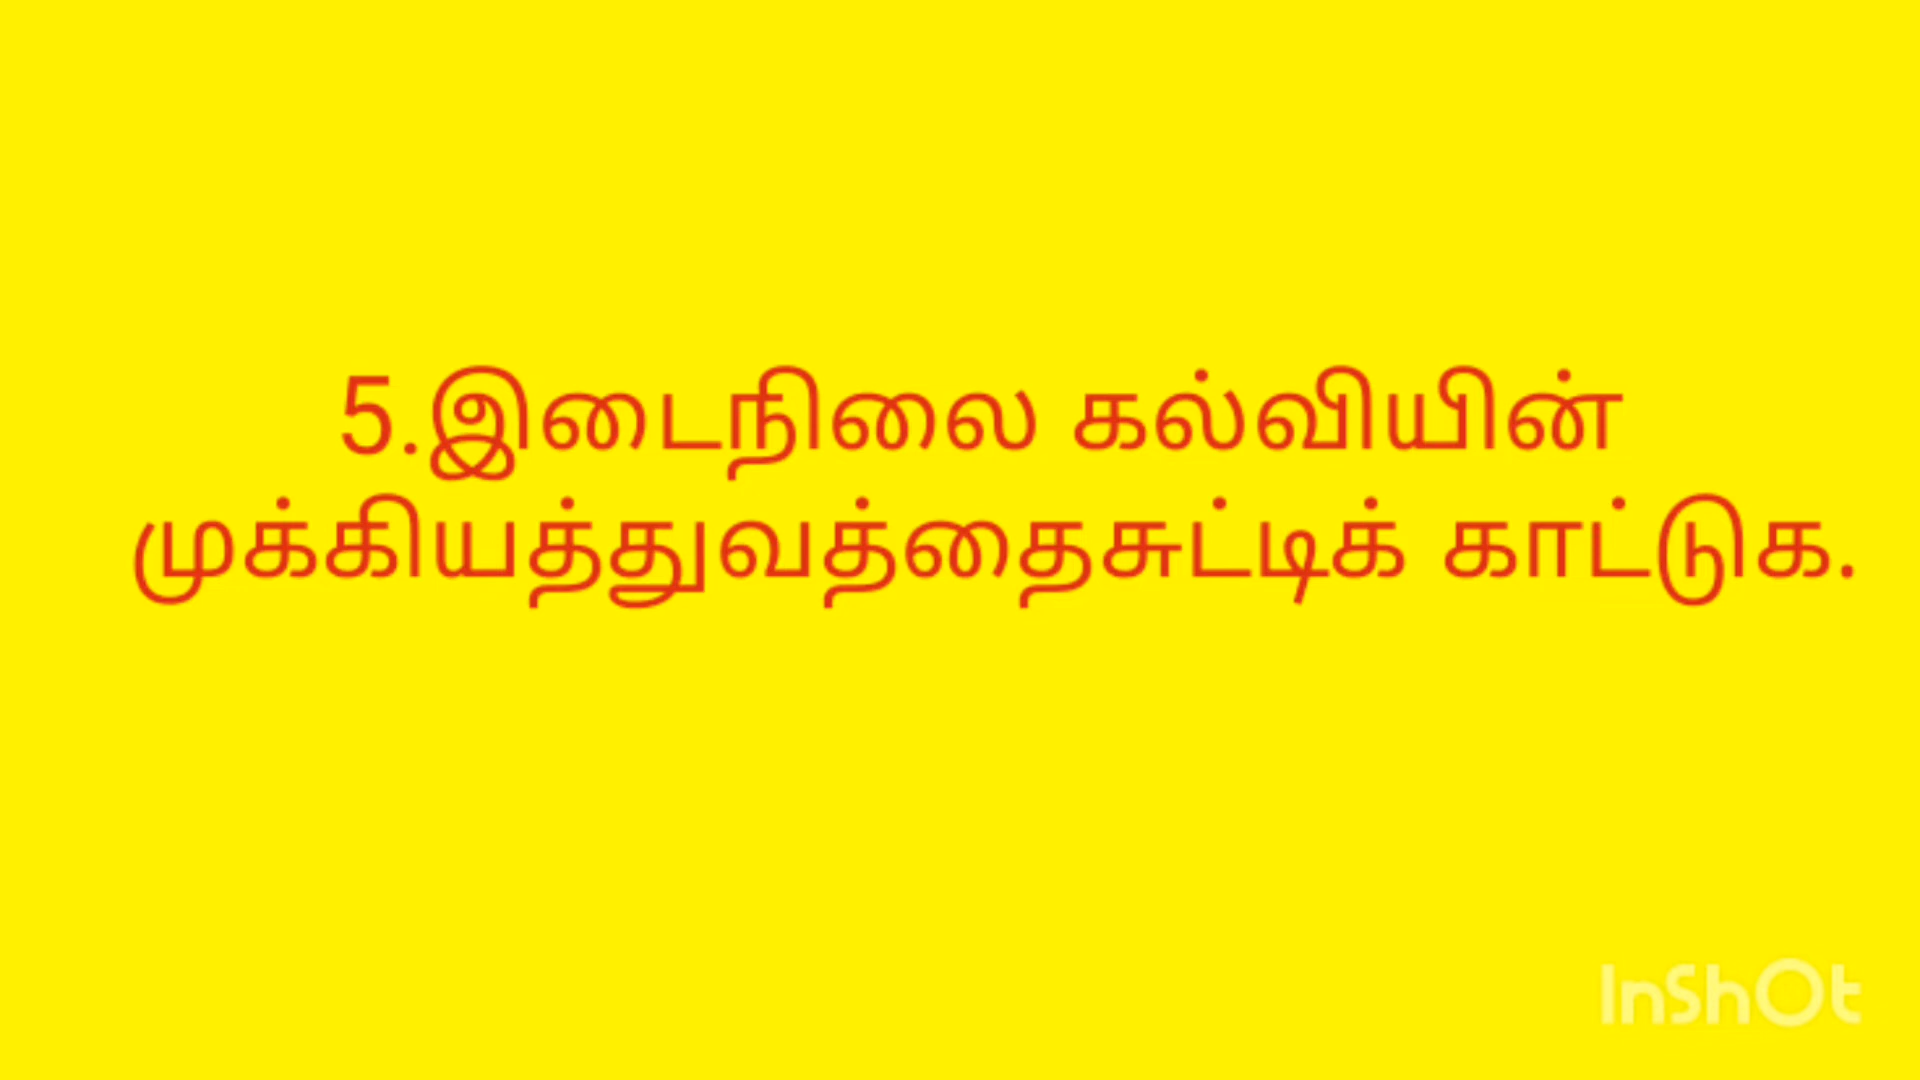 5.இடைநிலை கல்வியின்
முக்கியத்துவத்தைசுட்டிக் காட்டுக.
InShOt